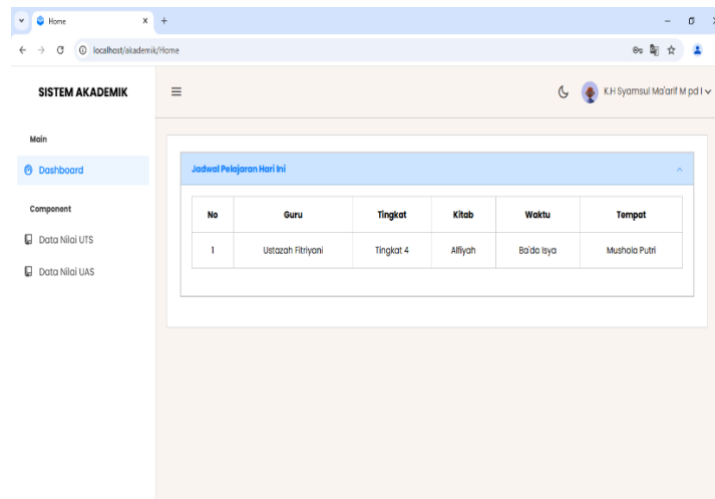 Home
localhost/akademik/Home
SISTEM AKADEMIK
K.H Syamsul Ma'arif M pd I
Main
Dashboard
Component
Data Nilai UTS
Data Nilai UAS
Jadwal Pelajaran Hari Ini
No Guru Tingkat Kitab Waktu Tempat
1 Ustazah Fitriyani Tingkat 4 Alfiyah Ba'da Isya Mushola Putri